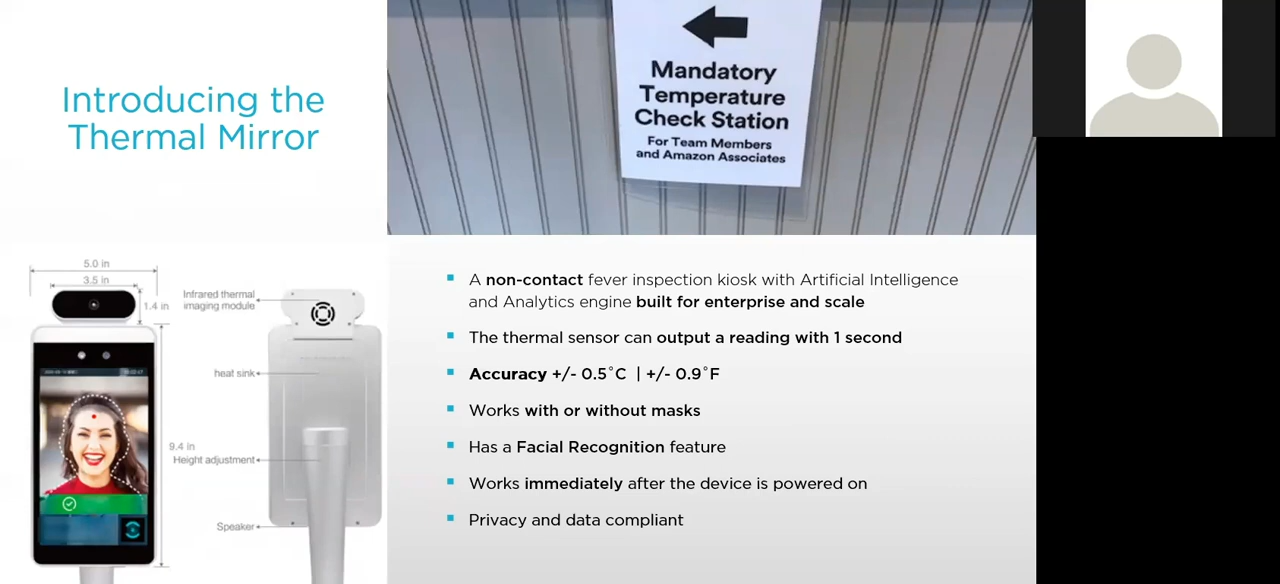 Introducing the
Thermal Mirror
Mandatory
Temperature
Check Station
For Team Members
and Amazon Associates
5.0 in
3.5 in
1.4 in
9.4 in
Infrared thermal
imaging module
heat sink
Height adjustment
Speaker
A non-contact fever inspection kiosk with Artificial Intelligence
and Analytics engine built for enterprise and scale
The thermal sensor can output a reading with 1 second
Accuracy +/- 0.5°C | +/- 0.9°F
Works with or without masks
Has a Facial Recognition feature
Works immediately after the device is powered on
Privacy and data compliant